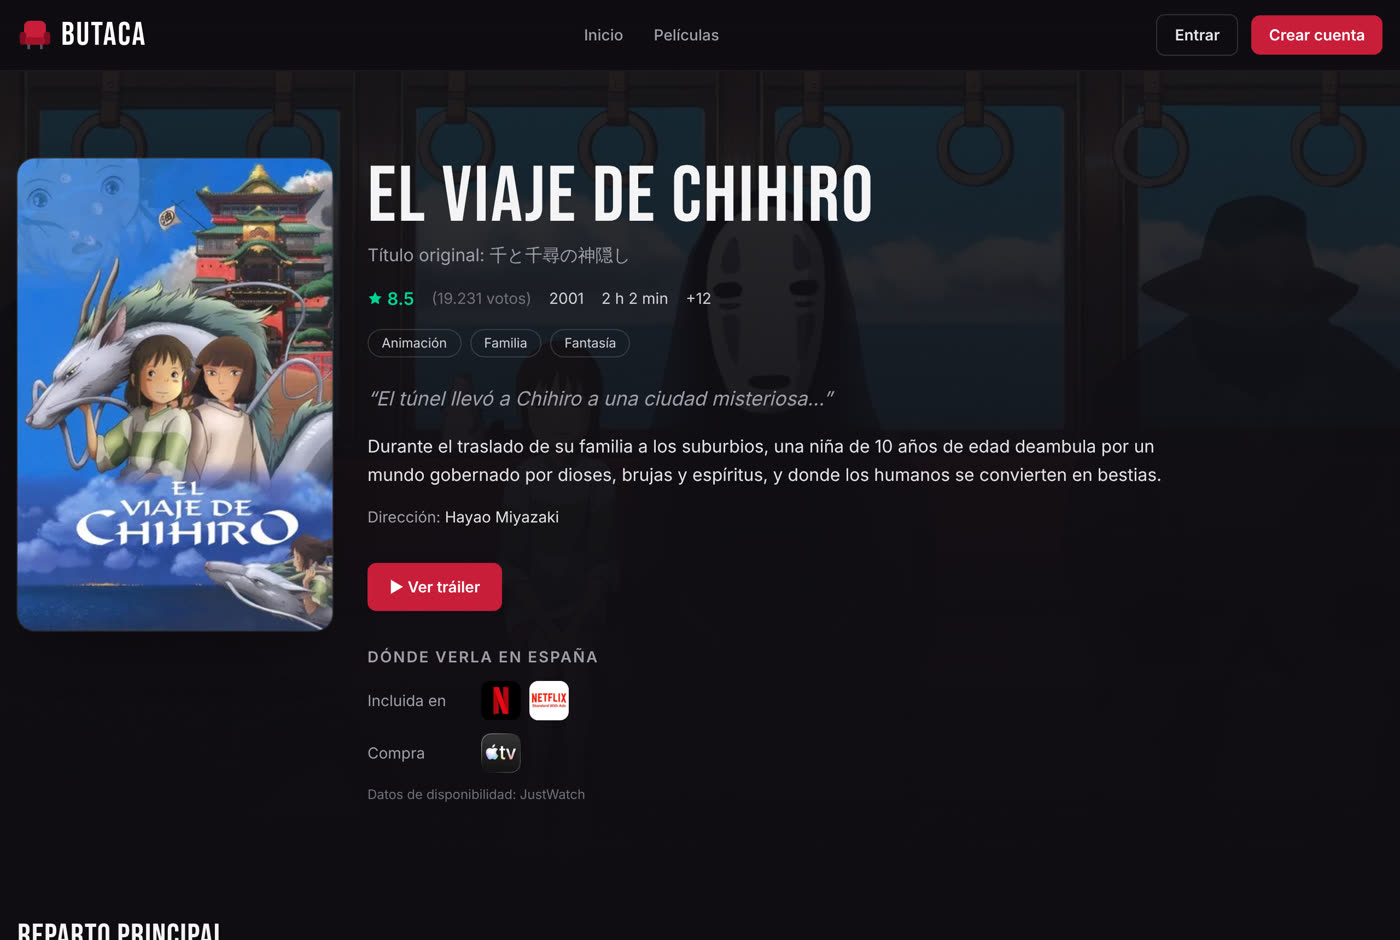 BUTACA
Inicio
Películas
Entrar
Crear cuenta
EL VIAJE DE CHIHIRO
Título original: 千と千尋の神隠し
★ 8.5 (19.231 votos) 2001 2 h 2 min +12
Animación
Familia
Fantasía
“El túnel llevó a Chihiro a una ciudad misteriosa...”
Durante el traslado de su familia a los suburbios, una niña de 10 años de edad deambula por un
mundo gobernado por dioses, brujas y espíritus, y donde los humanos se convierten en bestias.
Dirección: Hayao Miyazaki
▶ Ver tráiler
DÓNDE VERLA EN ESPAÑA
Incluida en
N
NETFLIX
Standard With Ads
Compra
tv
Datos de disponibilidad: JustWatch
EL
VIAJE DE
CHIHIRO
REPARTO PRINCIPAL